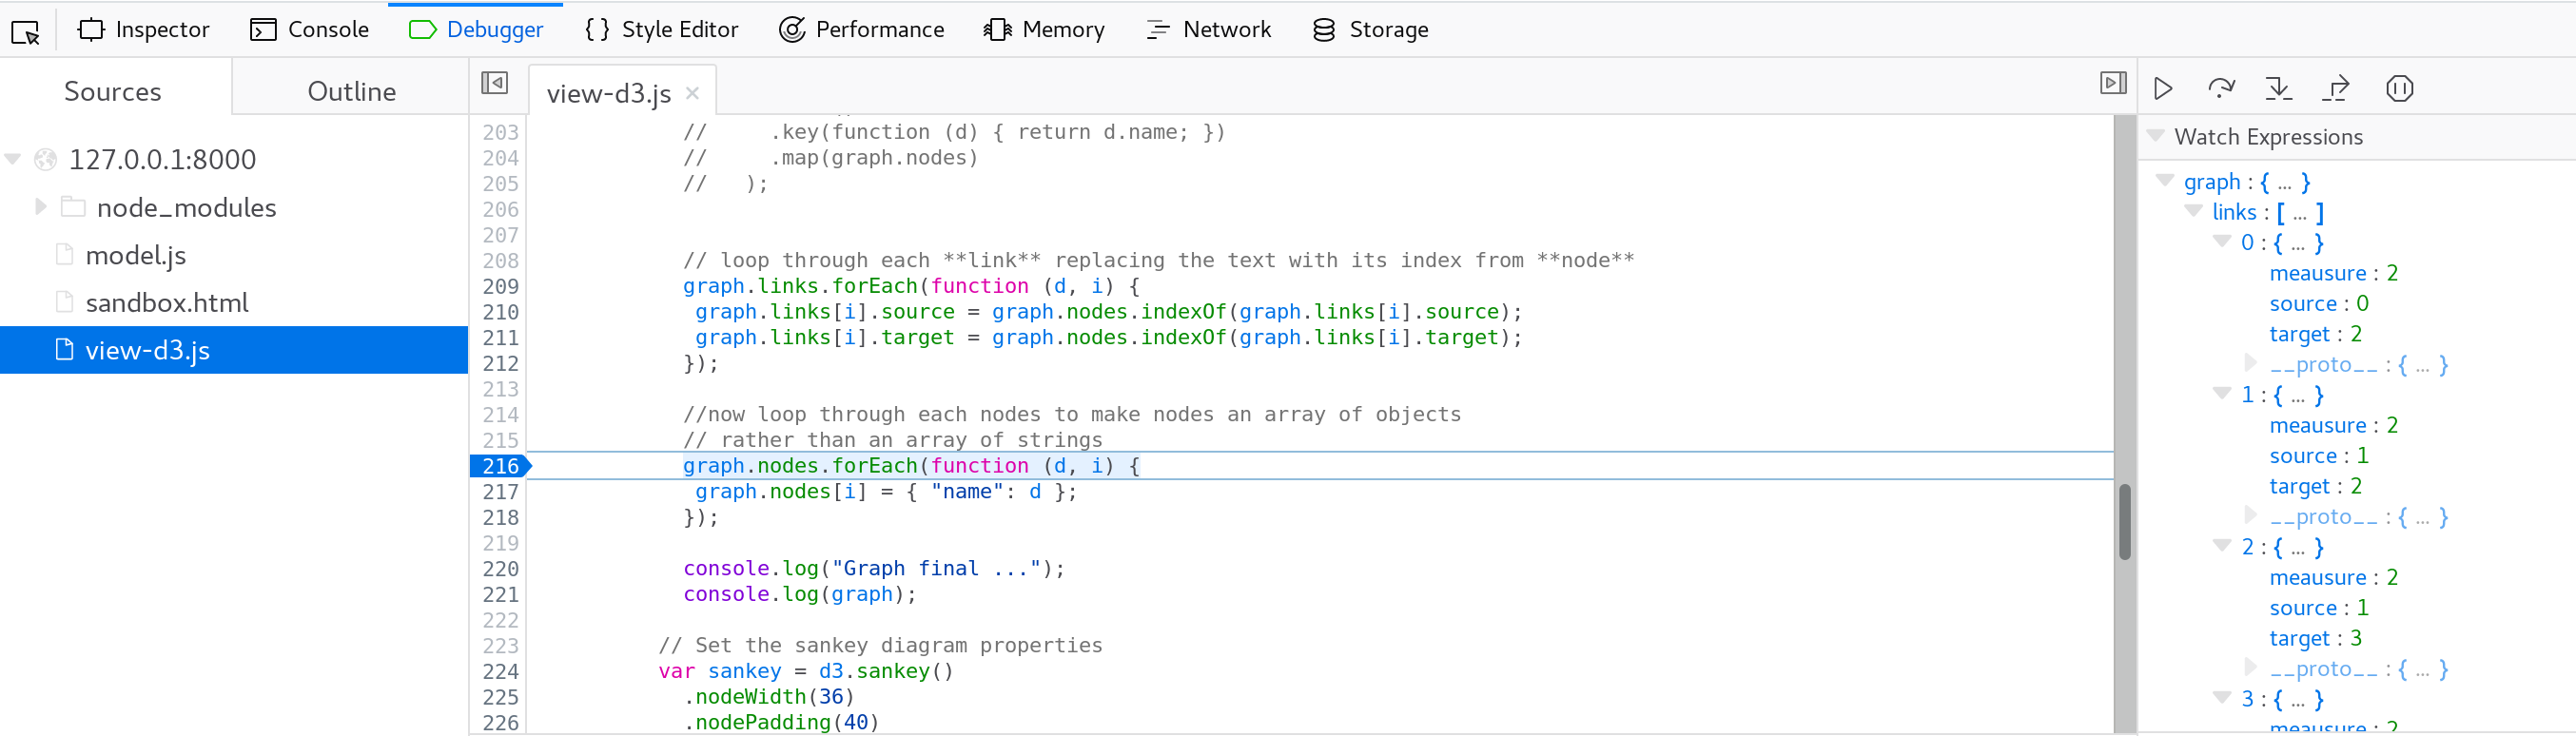 Inspector Console Debugger Style Editor Performance Memory Network Storage
Sources Outline
127.0.0.1:8000
node_modules
model.js
sandbox.html
view-d3.js
view-d3.js ×
203 //     .key(function (d) { return d.name; })
204 //     .map(graph.nodes)
205 //   );
206
207
208 // loop through each **link** replacing the text with its index from **node**
209 graph.links.forEach(function (d, i) {
210  graph.links[i].source = graph.nodes.indexOf(graph.links[i].source);
211  graph.links[i].target = graph.nodes.indexOf(graph.links[i].target);
212 });
213
214 //now loop through each nodes to make nodes an array of objects
215 // rather than an array of strings
216 graph.nodes.forEach(function (d, i) {
217  graph.nodes[i] = { "name": d };
218 });
219
220 console.log("Graph final ...");
221 console.log(graph);
222
223 // Set the sankey diagram properties
224 var sankey = d3.sankey()
225   .nodeWidth(36)
226   .nodePadding(40)
Watch Expressions
graph : { … }
links : [ … ]
0 : { … }
meausure : 2
source : 0
target : 2
__proto__ : { … }
1 : { … }
meausure : 2
source : 1
target : 2
__proto__ : { … }
2 : { … }
meausure : 2
source : 1
target : 3
__proto__ : { … }
3 : { … }
meausure : 2